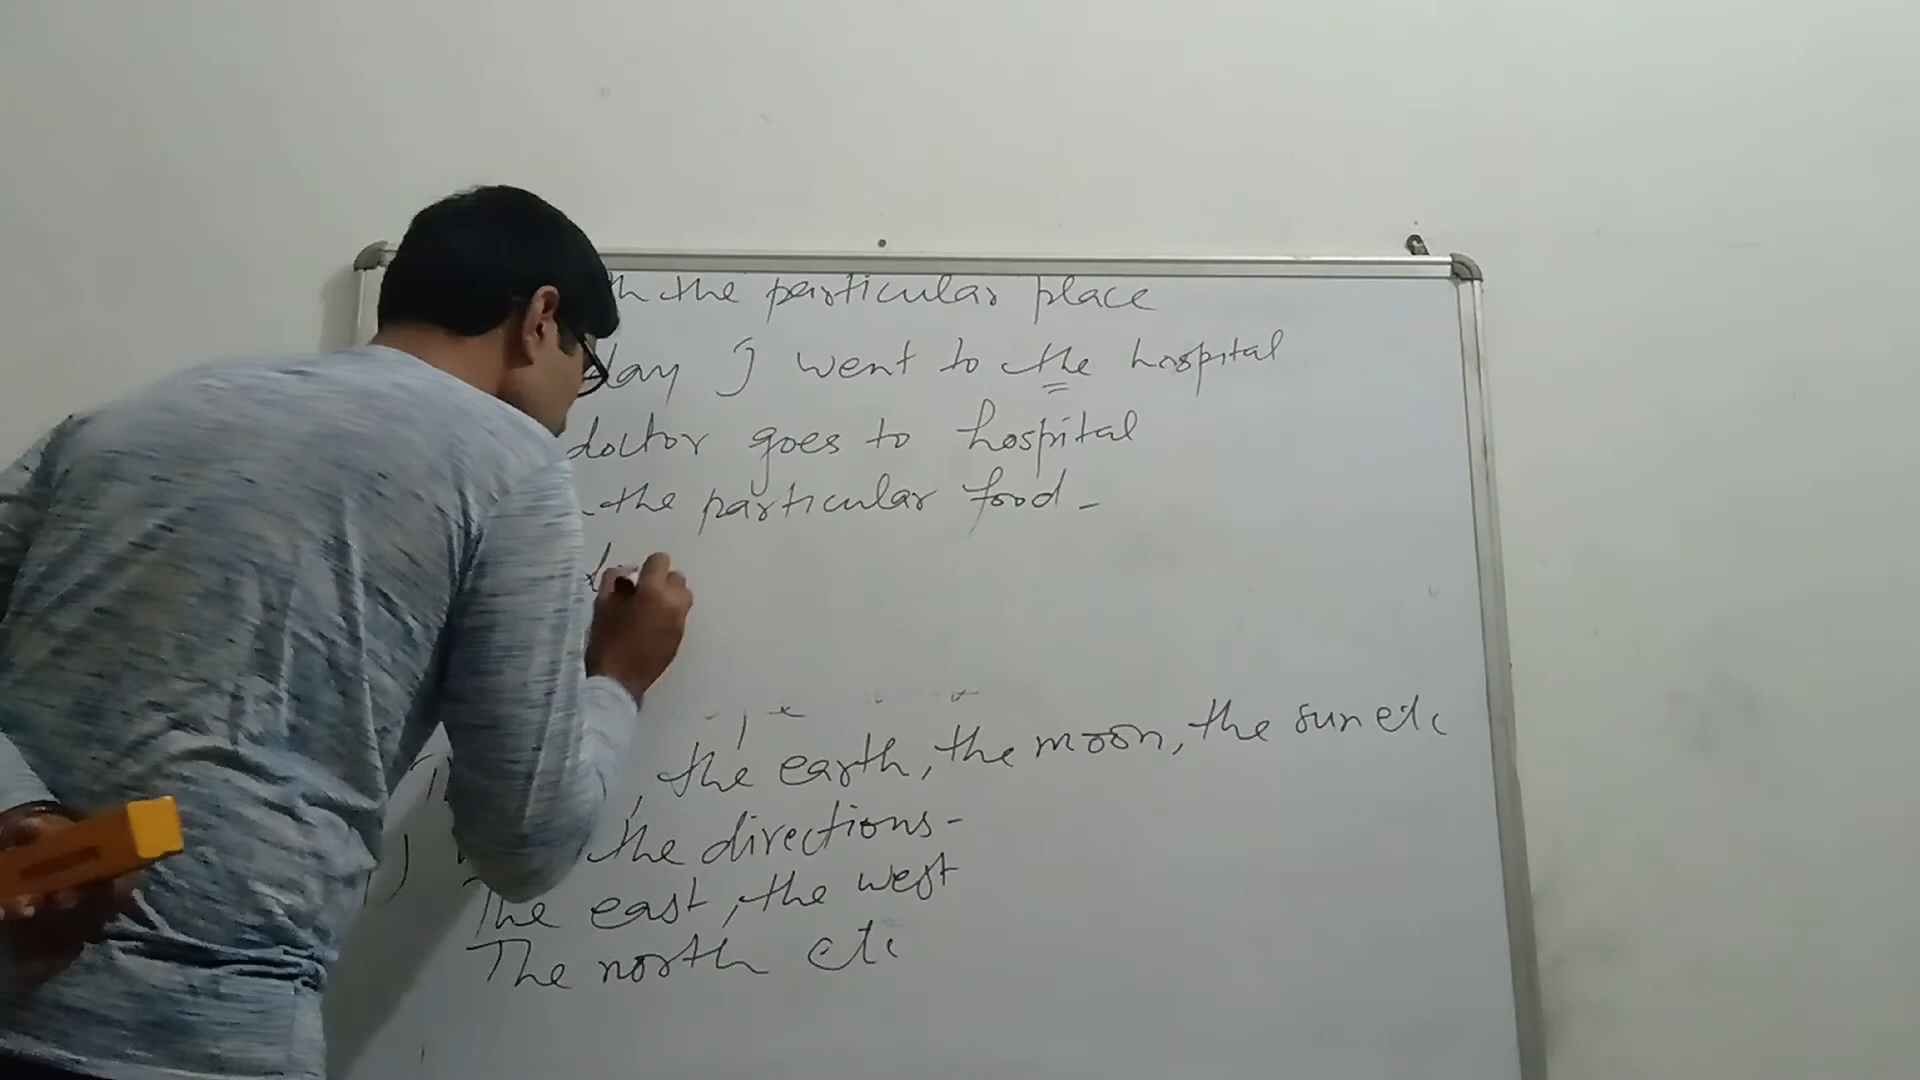 the particular place
day I went to the hospital
doctor goes to hospital
the particular food -
, the earth, the moon, the sun etc
) the directions -
The east, the west
The north etc